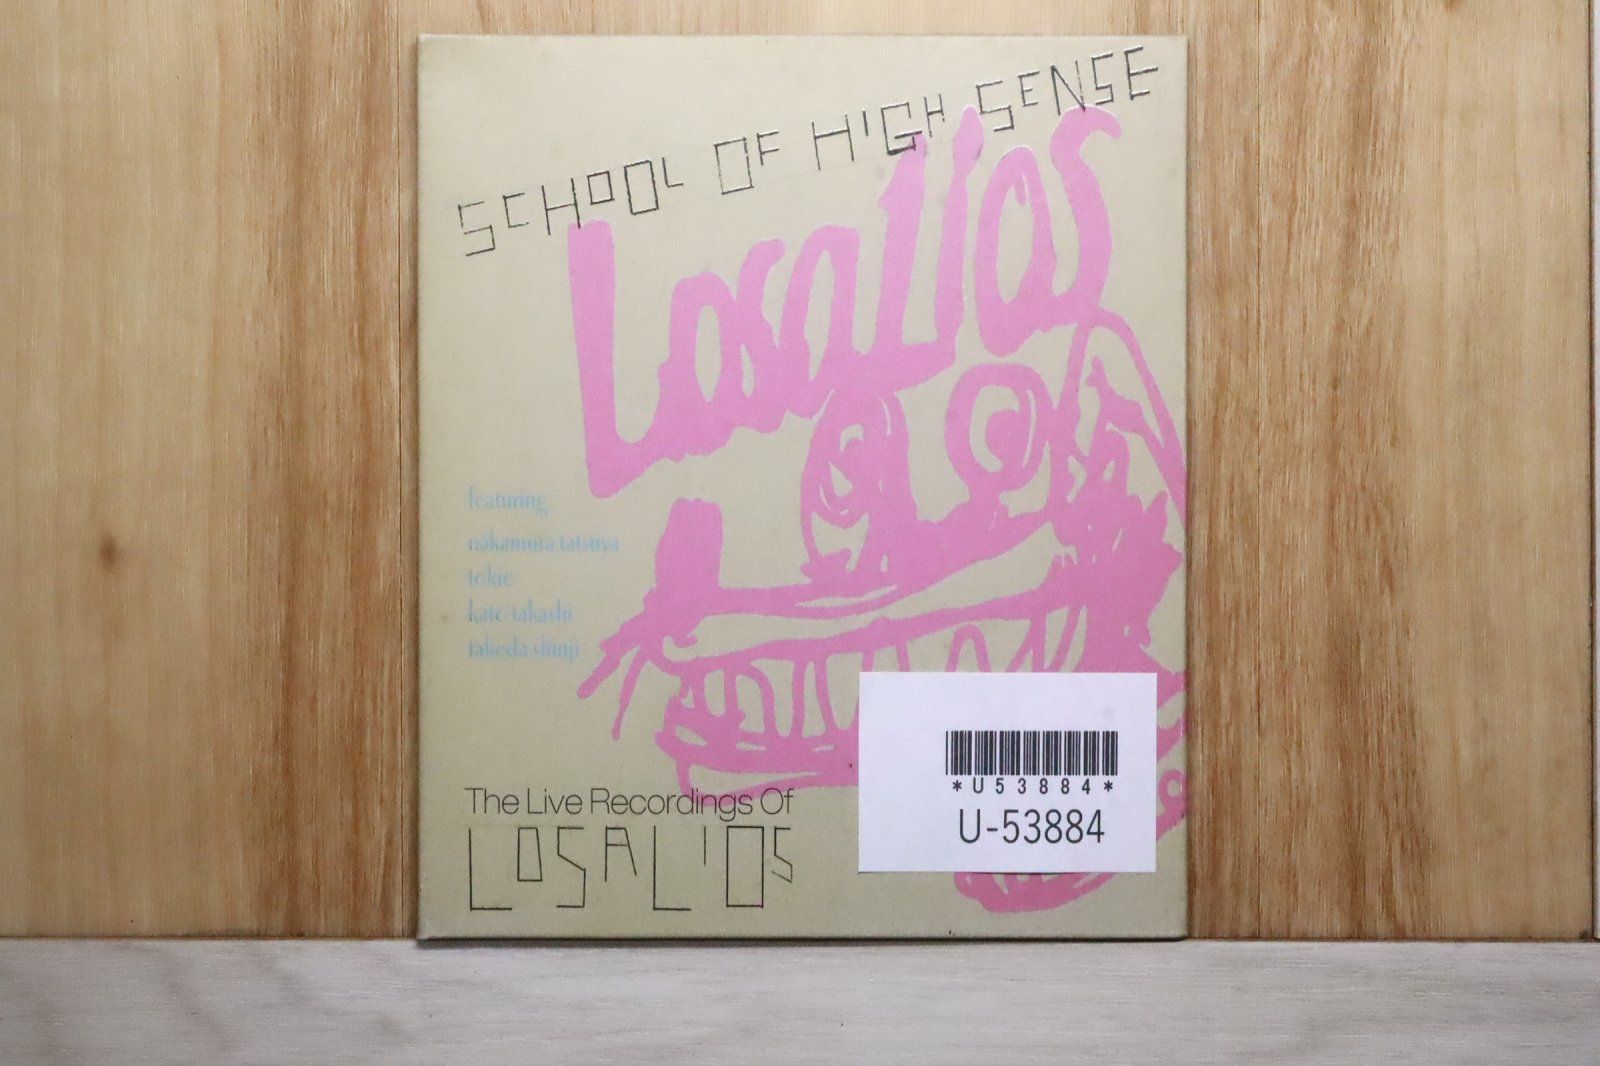 SCHOOL OF HIGH SENSE
Losalios
featuring
nakamura tatsuya
tokie
kato takashi
takeda shinji
The Live Recordings Of
LOSALIOS
*U53884*
U-53884